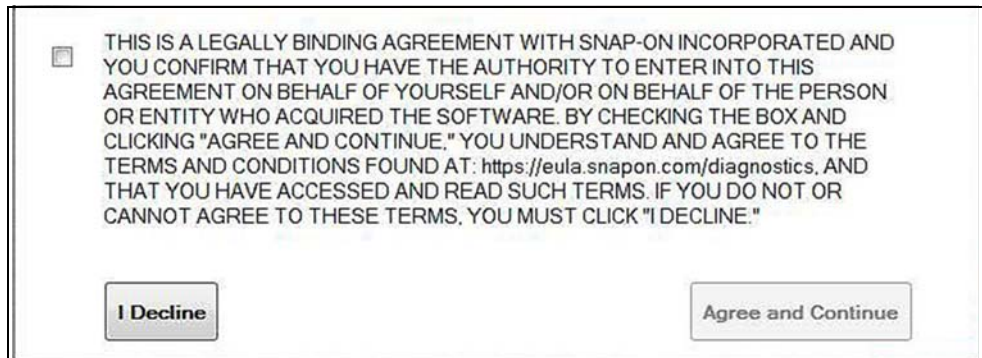 THIS IS A LEGALLY BINDING AGREEMENT WITH SNAP-ON INCORPORATED AND
YOU CONFIRM THAT YOU HAVE THE AUTHORITY TO ENTER INTO THIS
AGREEMENT ON BEHALF OF YOURSELF AND/OR ON BEHALF OF THE PERSON
OR ENTITY WHO ACQUIRED THE SOFTWARE. BY CHECKING THE BOX AND
CLICKING "AGREE AND CONTINUE," YOU UNDERSTAND AND AGREE TO THE
TERMS AND CONDITIONS FOUND AT: https://eula.snapon.com/diagnostics, AND
THAT YOU HAVE ACCESSED AND READ SUCH TERMS. IF YOU DO NOT OR
CANNOT AGREE TO THESE TERMS, YOU MUST CLICK "I DECLINE."
I Decline
Agree and Continue